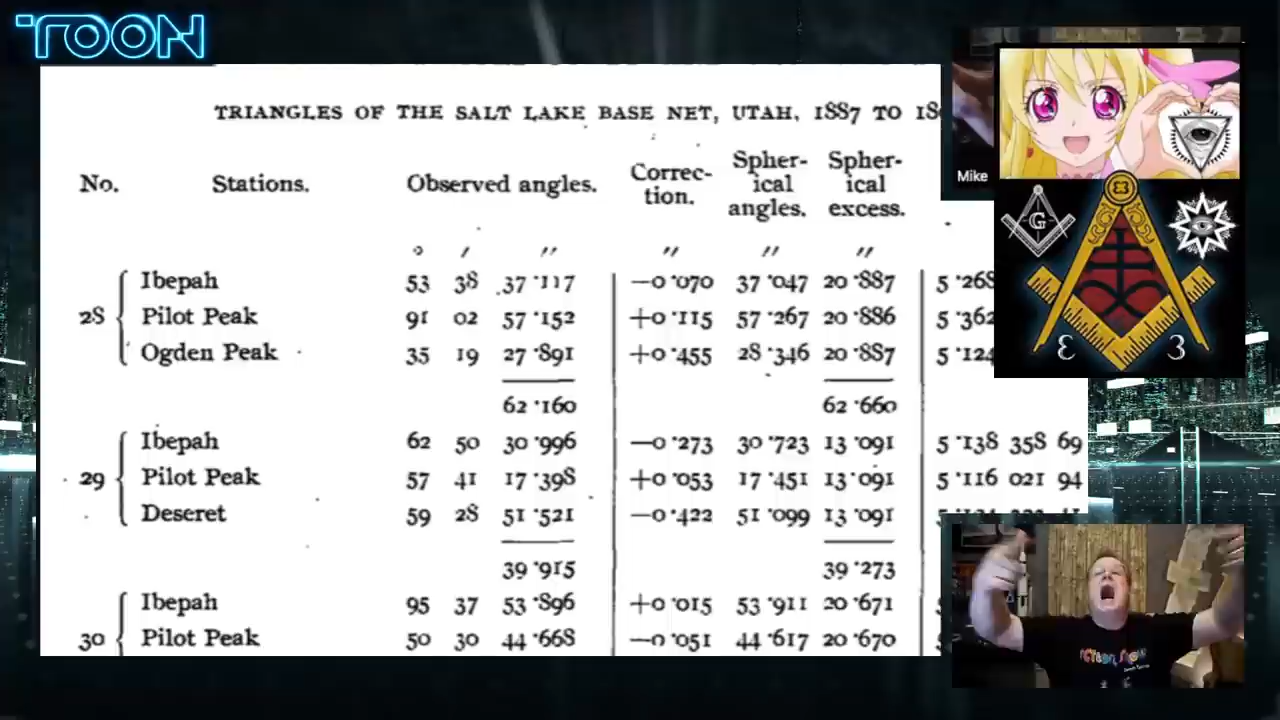 TOON
TRIANGLES OF THE SALT LAKE BASE NET, UTAH, 1887 TO 18
No. Stations. Observed angles. Correc-tion. Spher-ical angles. Spher-ical excess.
° ′ ″ ″ ″ ″
28 Ibepah 53 38 37 ·117 —0 ·070 37 ·047 20 ·887 5 ·268
Pilot Peak 91 02 57 ·152 +0 ·115 57 ·267 20 ·886 5 ·362
Ogden Peak 35 19 27 ·891 +0 ·455 28 ·346 20 ·887 5 ·124
62 ·160 62 ·660
29 Ibepah 62 50 30 ·996 —0 ·273 30 ·723 13 ·091 5 ·138 358 69
Pilot Peak 57 41 17 ·398 +0 ·053 17 ·451 13 ·091 5 ·116 021 94
Deseret 59 28 51 ·521 —0 ·422 51 ·099 13 ·091
39 ·915 39 ·273
30 Ibepah 95 37 53 ·896 +0 ·015 53 ·911 20 ·671
Pilot Peak 50 30 44 ·668 —0 ·051 44 ·617 20 ·670
Mike
G